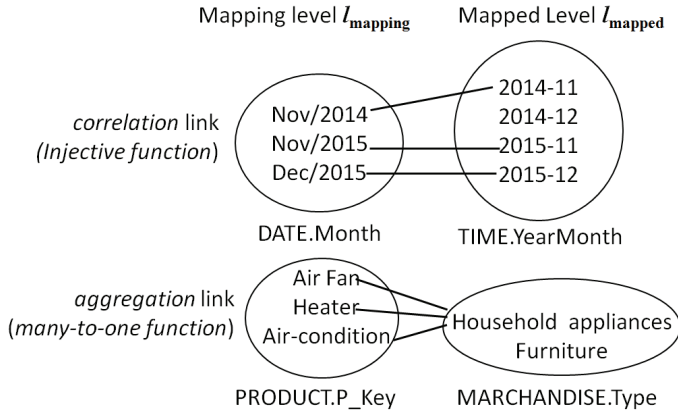 Mapping level l mapping
Mapped Level l mapped
correlation link
(Injective function)
Nov/2014
Nov/2015
Dec/2015
2014-11
2014-12
2015-11
2015-12
DATE.Month
TIME.YearMonth
aggregation link
(many-to-one function)
Air Fan
Heater
Air-condition
Household appliances
Furniture
PRODUCT.P_Key
MARCHANDISE.Type